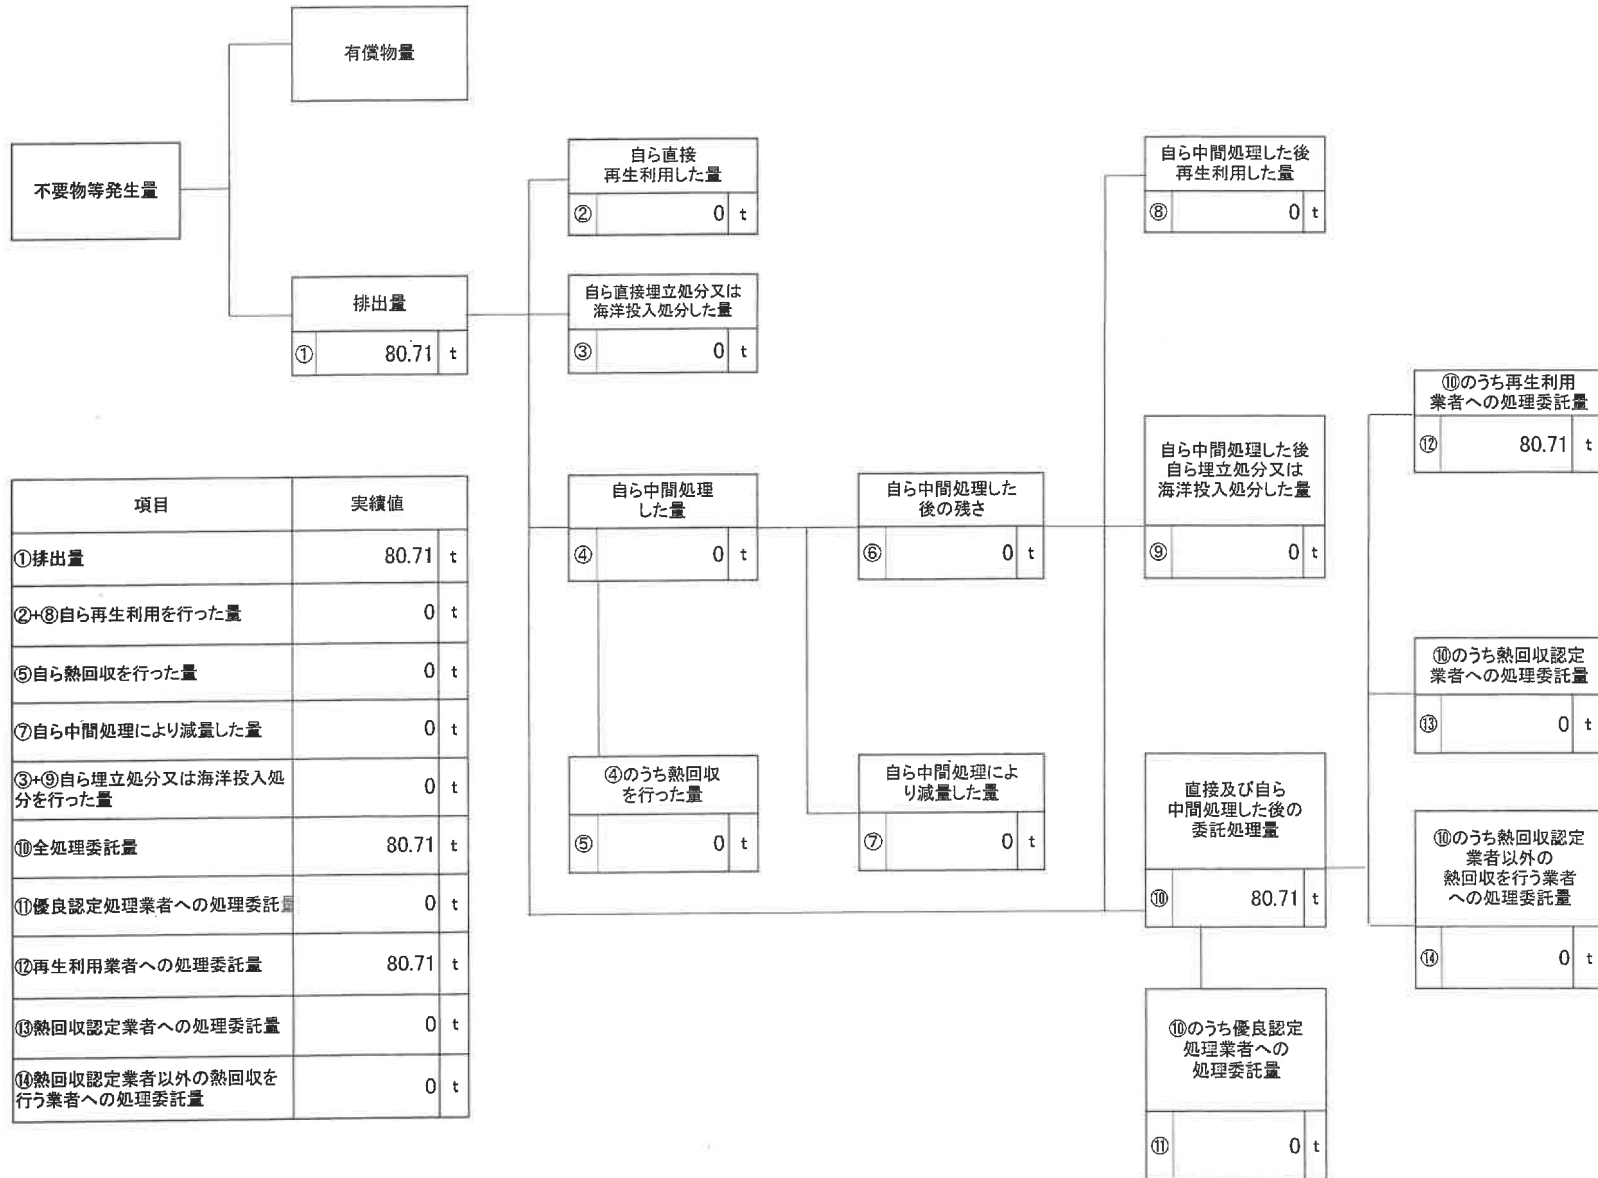 有償物量
不要物等発生量
排出量
① 80.71 t
自ら直接
再生利用した量
② 0 t
自ら直接埋立処分又は
海洋投入処分した量
③ 0 t
自ら中間処理
した量
④ 0 t
④のうち熱回収
を行った量
⑤ 0 t
自ら中間処理した
後の残さ
⑥ 0 t
自ら中間処理によ
り減量した量
⑦ 0 t
自ら中間処理した後
再生利用した量
⑧ 0 t
自ら中間処理した後
自ら埋立処分又は
海洋投入処分した量
⑨ 0 t
直接及び自ら
中間処理した後の
委託処理量
⑩ 80.71 t
⑩のうち優良認定
処理業者への
処理委託量
⑪ 0 t
⑩のうち再生利用
業者への処理委託量
⑫ 80.71 t
⑩のうち熱回収認定
業者への処理委託量
⑬ 0 t
⑩のうち熱回収認定
業者以外の
熱回収を行う業者
への処理委託量
⑭ 0 t
項目 実績値
①排出量 80.71 t
②+⑧自ら再生利用を行った量 0 t
⑤自ら熱回収を行った量 0 t
⑦自ら中間処理により減量した量 0 t
③+⑨自ら埋立処分又は海洋投入処
分を行った量 0 t
⑩全処理委託量 80.71 t
⑪優良認定処理業者への処理委託量 0 t
⑫再生利用業者への処理委託量 80.71 t
⑬熱回収認定業者への処理委託量 0 t
⑭熱回収認定業者以外の熱回収を
行う業者への処理委託量 0 t